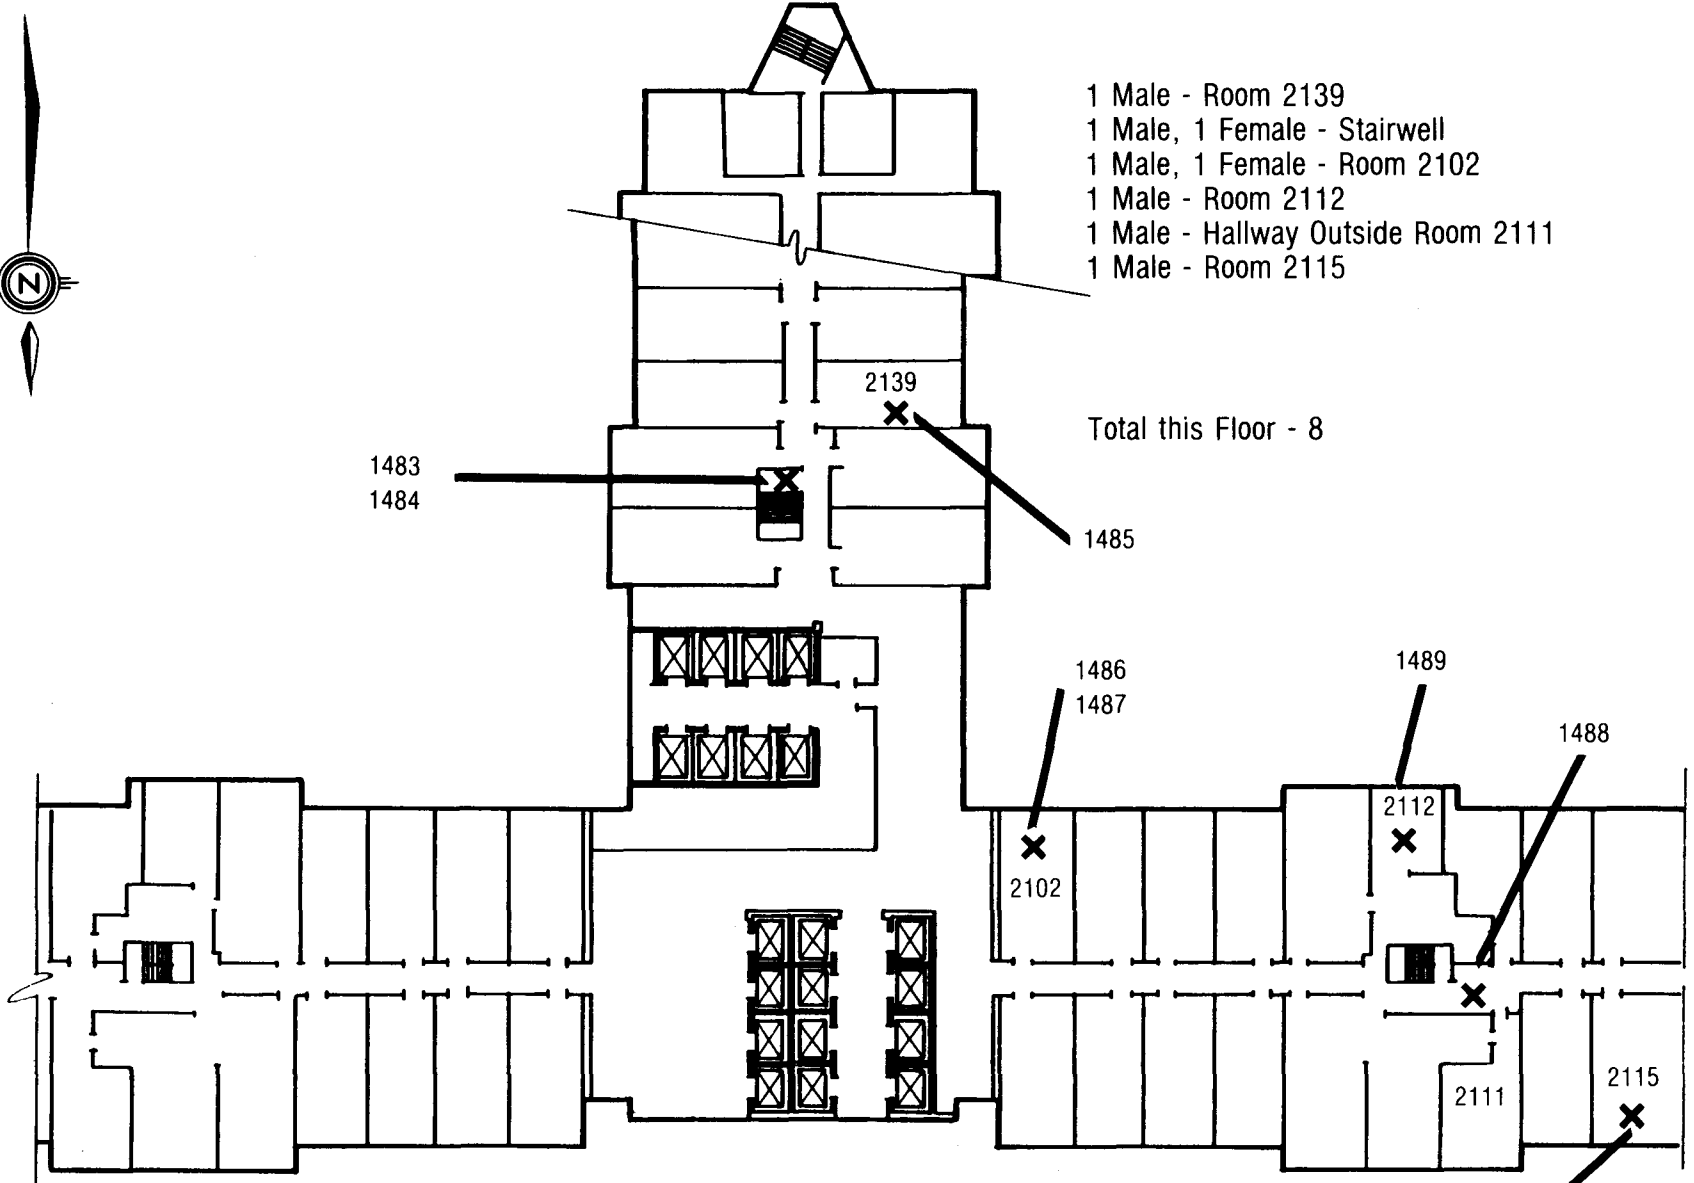 1 Male - Room 2139
1 Male, 1 Female - Stairwell
1 Male, 1 Female - Room 2102
1 Male - Room 2112
1 Male - Hallway Outside Room 2111
1 Male - Room 2115
N
2139
Total this Floor - 8
1483
1484
1485
1486
1487
1489
1488
2112
2102
2111
2115